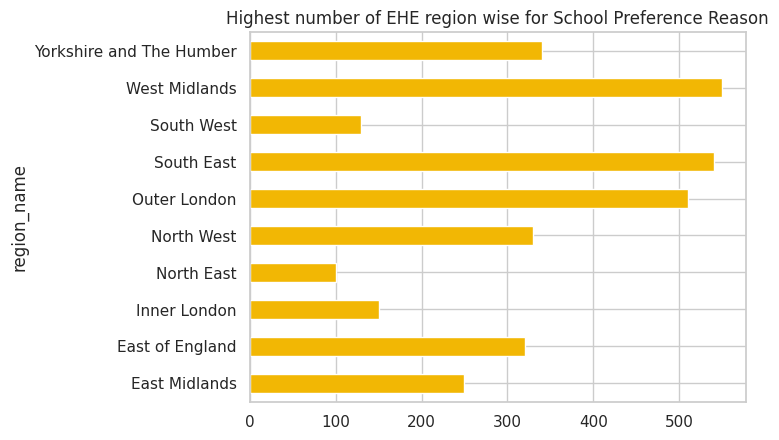 Highest number of EHE region wise for School Preference Reason
Yorkshire and The Humber
West Midlands
South West
South East
Outer London
North West
North East
Inner London
East of England
East Midlands
region_name
0 100 200 300 400 500